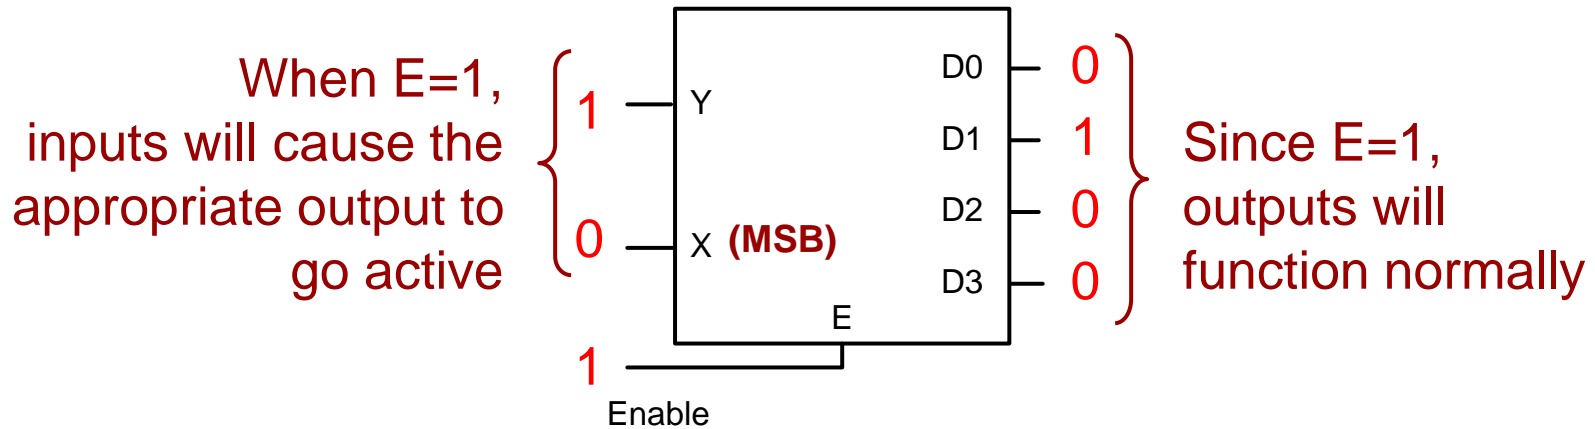 When E=1,
inputs will cause the
appropriate output to
go active
1
0
1
Enable
Y
X (MSB)
E
D0
D1
D2
D3
0
1
0
0
Since E=1,
outputs will
function normally